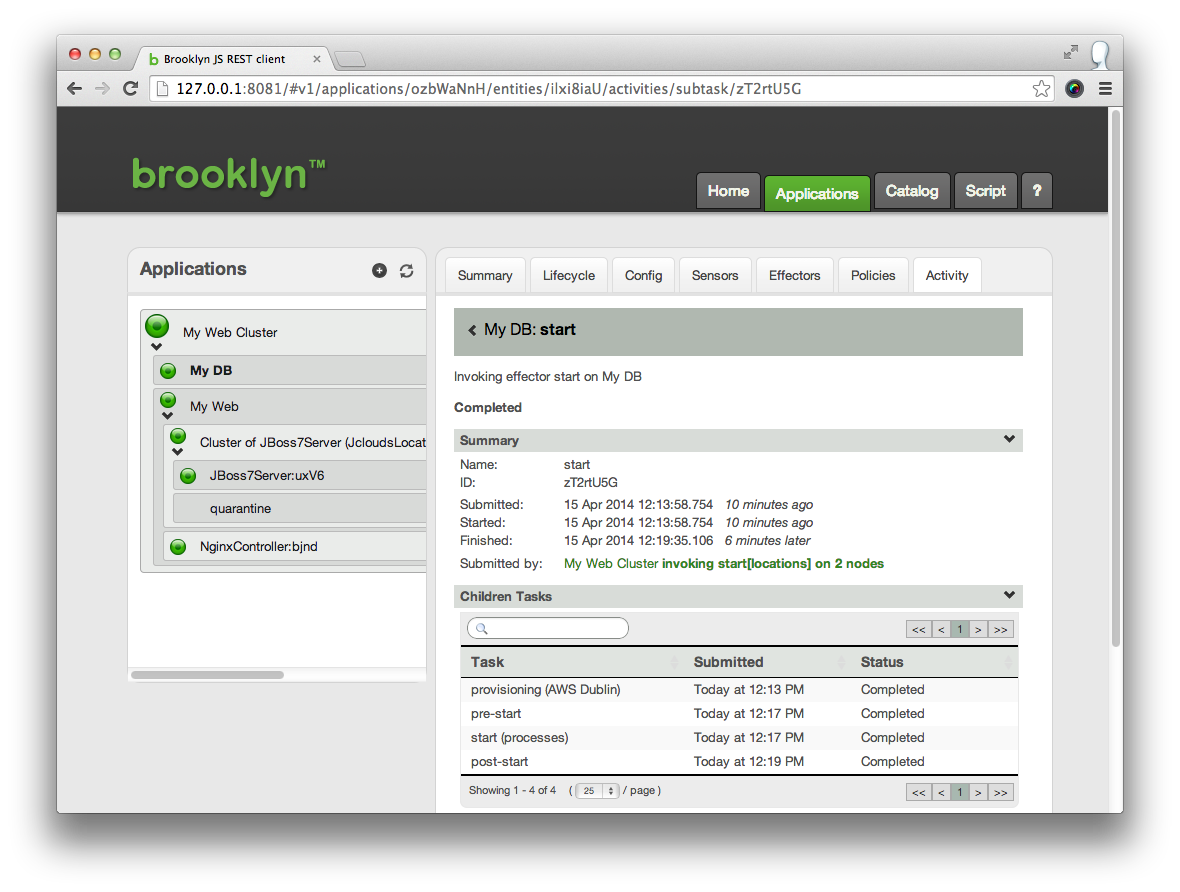 Brooklyn JS REST client
127.0.0.1:8081/#v1/applications/ozbWaNnH/entities/ilxi8iaU/activities/subtask/zT2rtU5G
brooklyn™
Home Applications Catalog Script ?
Applications
My Web Cluster
My DB
My Web
Cluster of JBoss7Server (JcloudsLocat
JBoss7Server:uxV6
quarantine
NginxController:bjnd
Summary Lifecycle Config Sensors Effectors Policies Activity
My DB: start
Invoking effector start on My DB
Completed
Summary
Name: start
ID: zT2rtU5G
Submitted: 15 Apr 2014 12:13:58.754 10 minutes ago
Started: 15 Apr 2014 12:13:58.754 10 minutes ago
Finished: 15 Apr 2014 12:19:35.106 6 minutes later
Submitted by: My Web Cluster invoking start[locations] on 2 nodes
Children Tasks
<< < 1 > >>
Task Submitted Status
provisioning (AWS Dublin) Today at 12:13 PM Completed
pre-start Today at 12:17 PM Completed
start (processes) Today at 12:17 PM Completed
post-start Today at 12:19 PM Completed
Showing 1 - 4 of 4 ( 25 / page ) << < 1 > >>